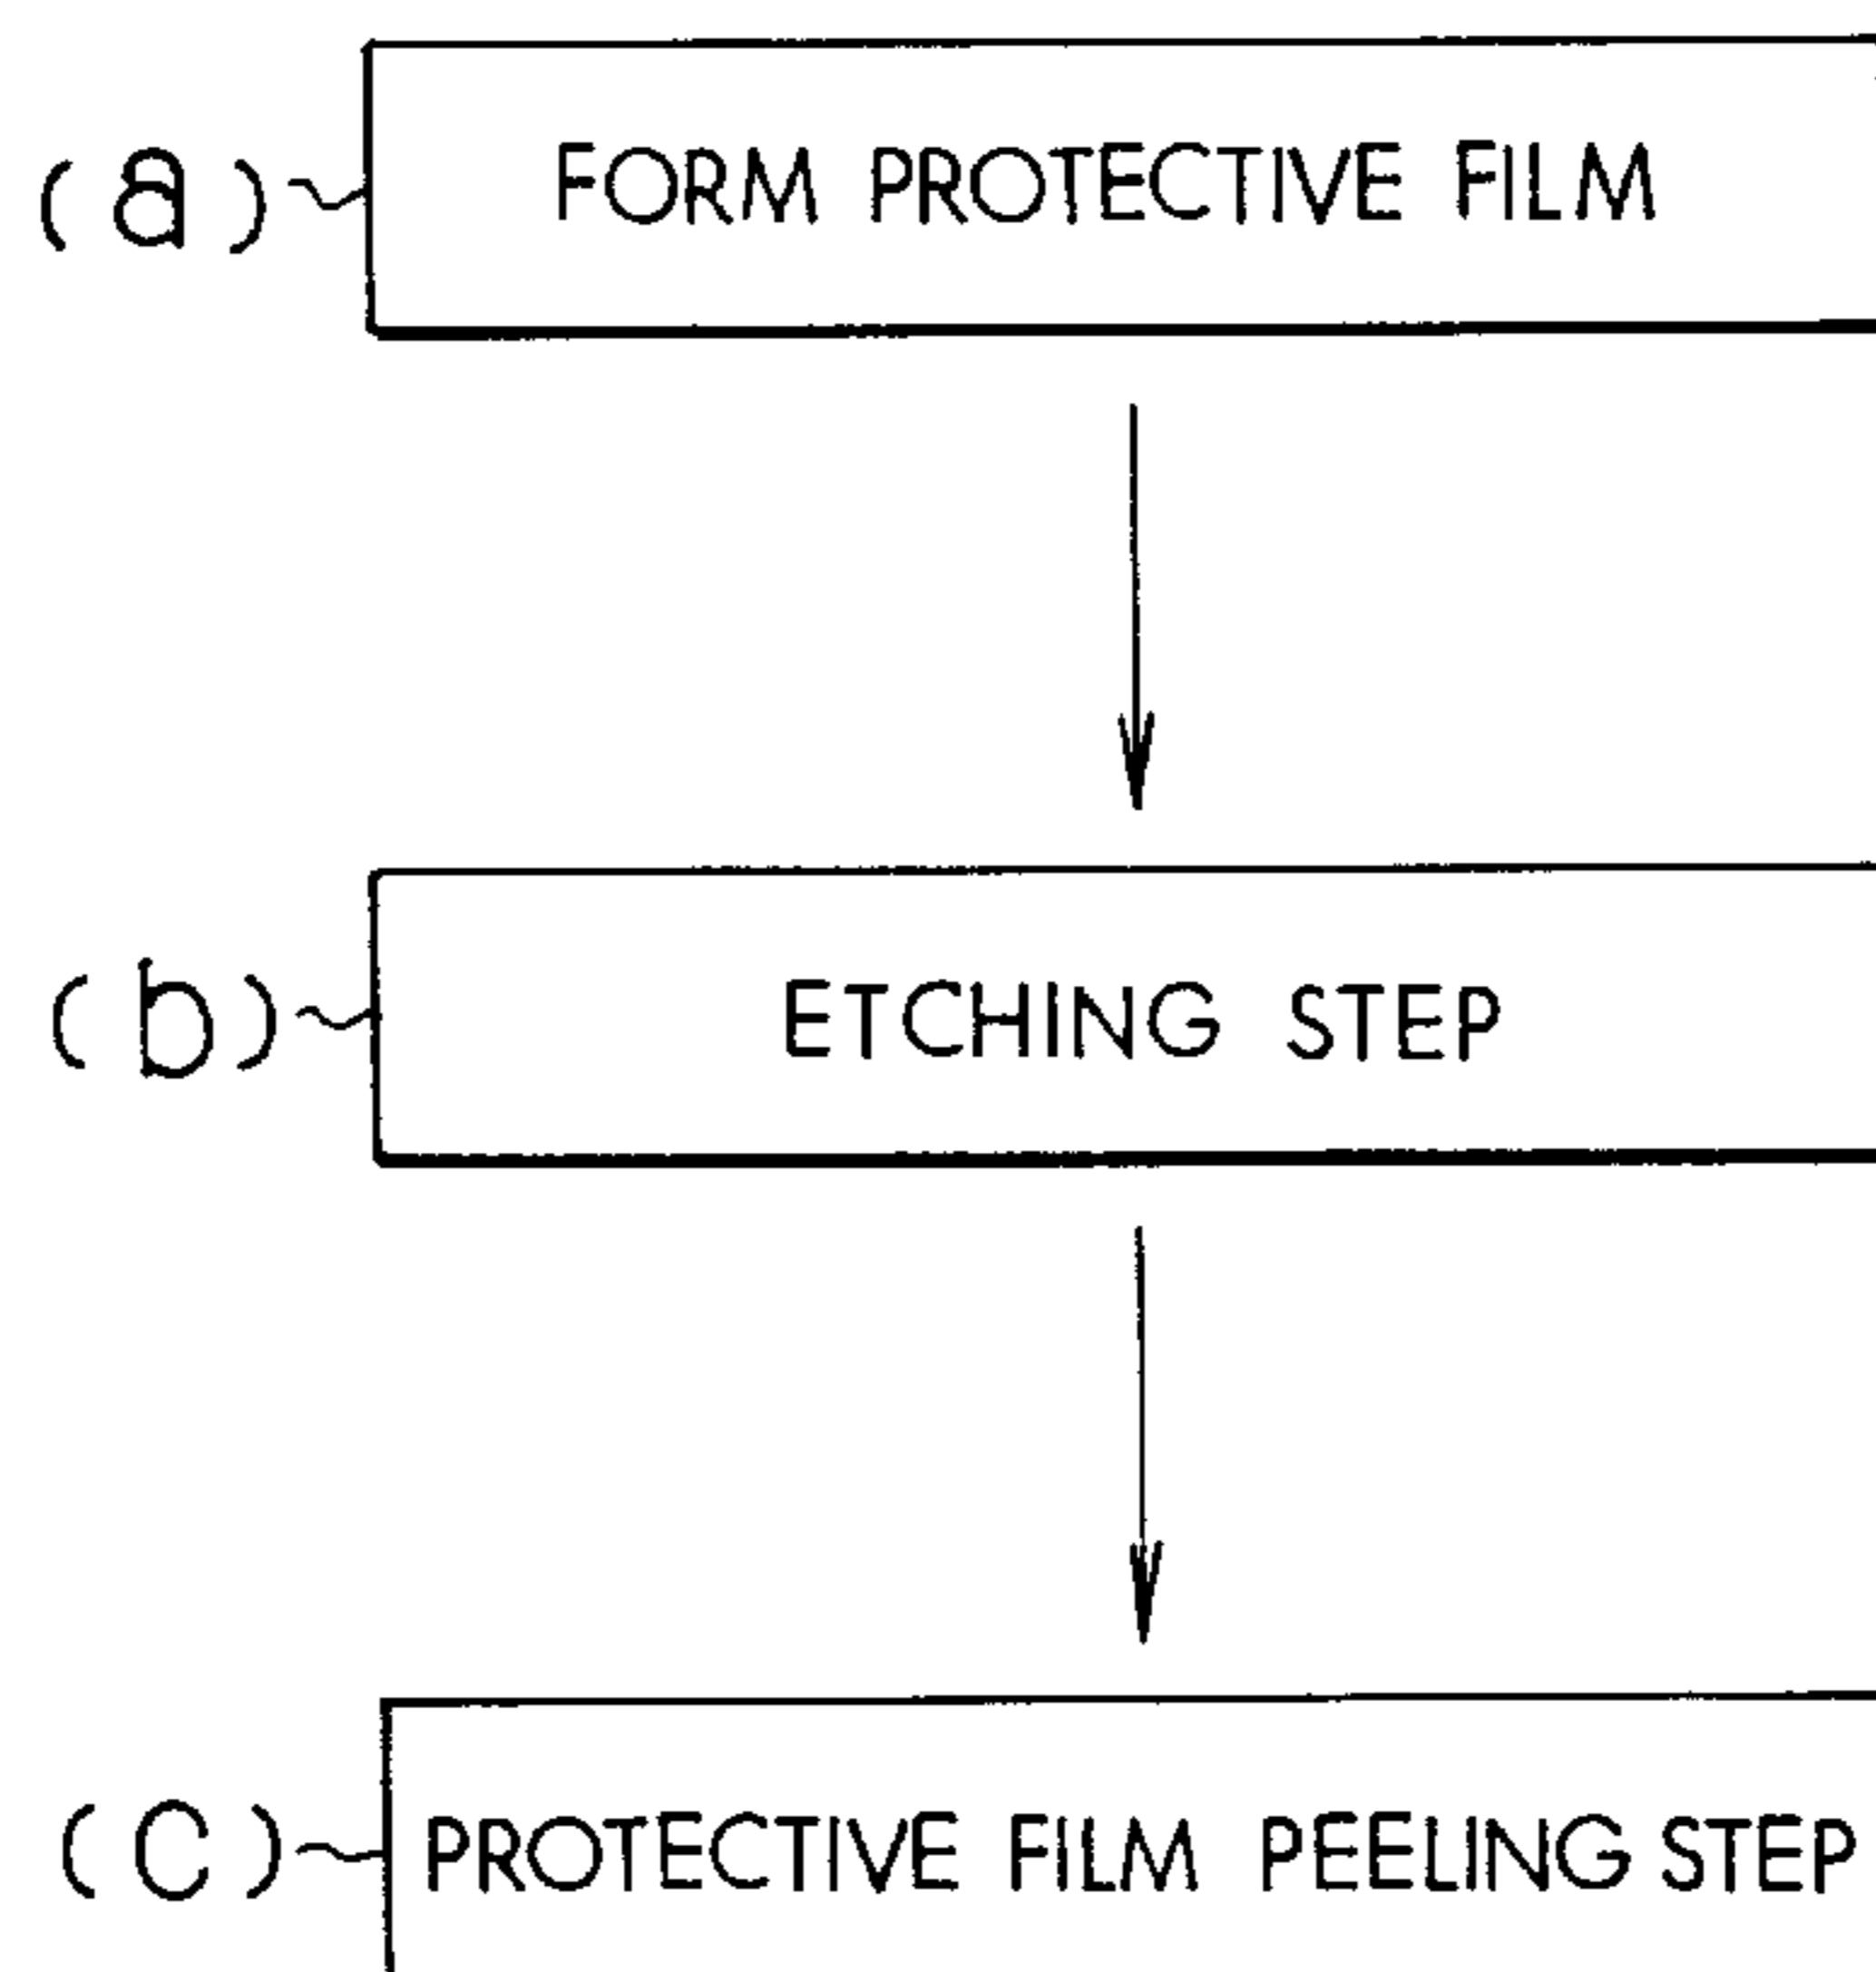 (a) FORM PROTECTIVE FILM
(b) ETCHING STEP
(C) PROTECTIVE FILM PEELING STEP